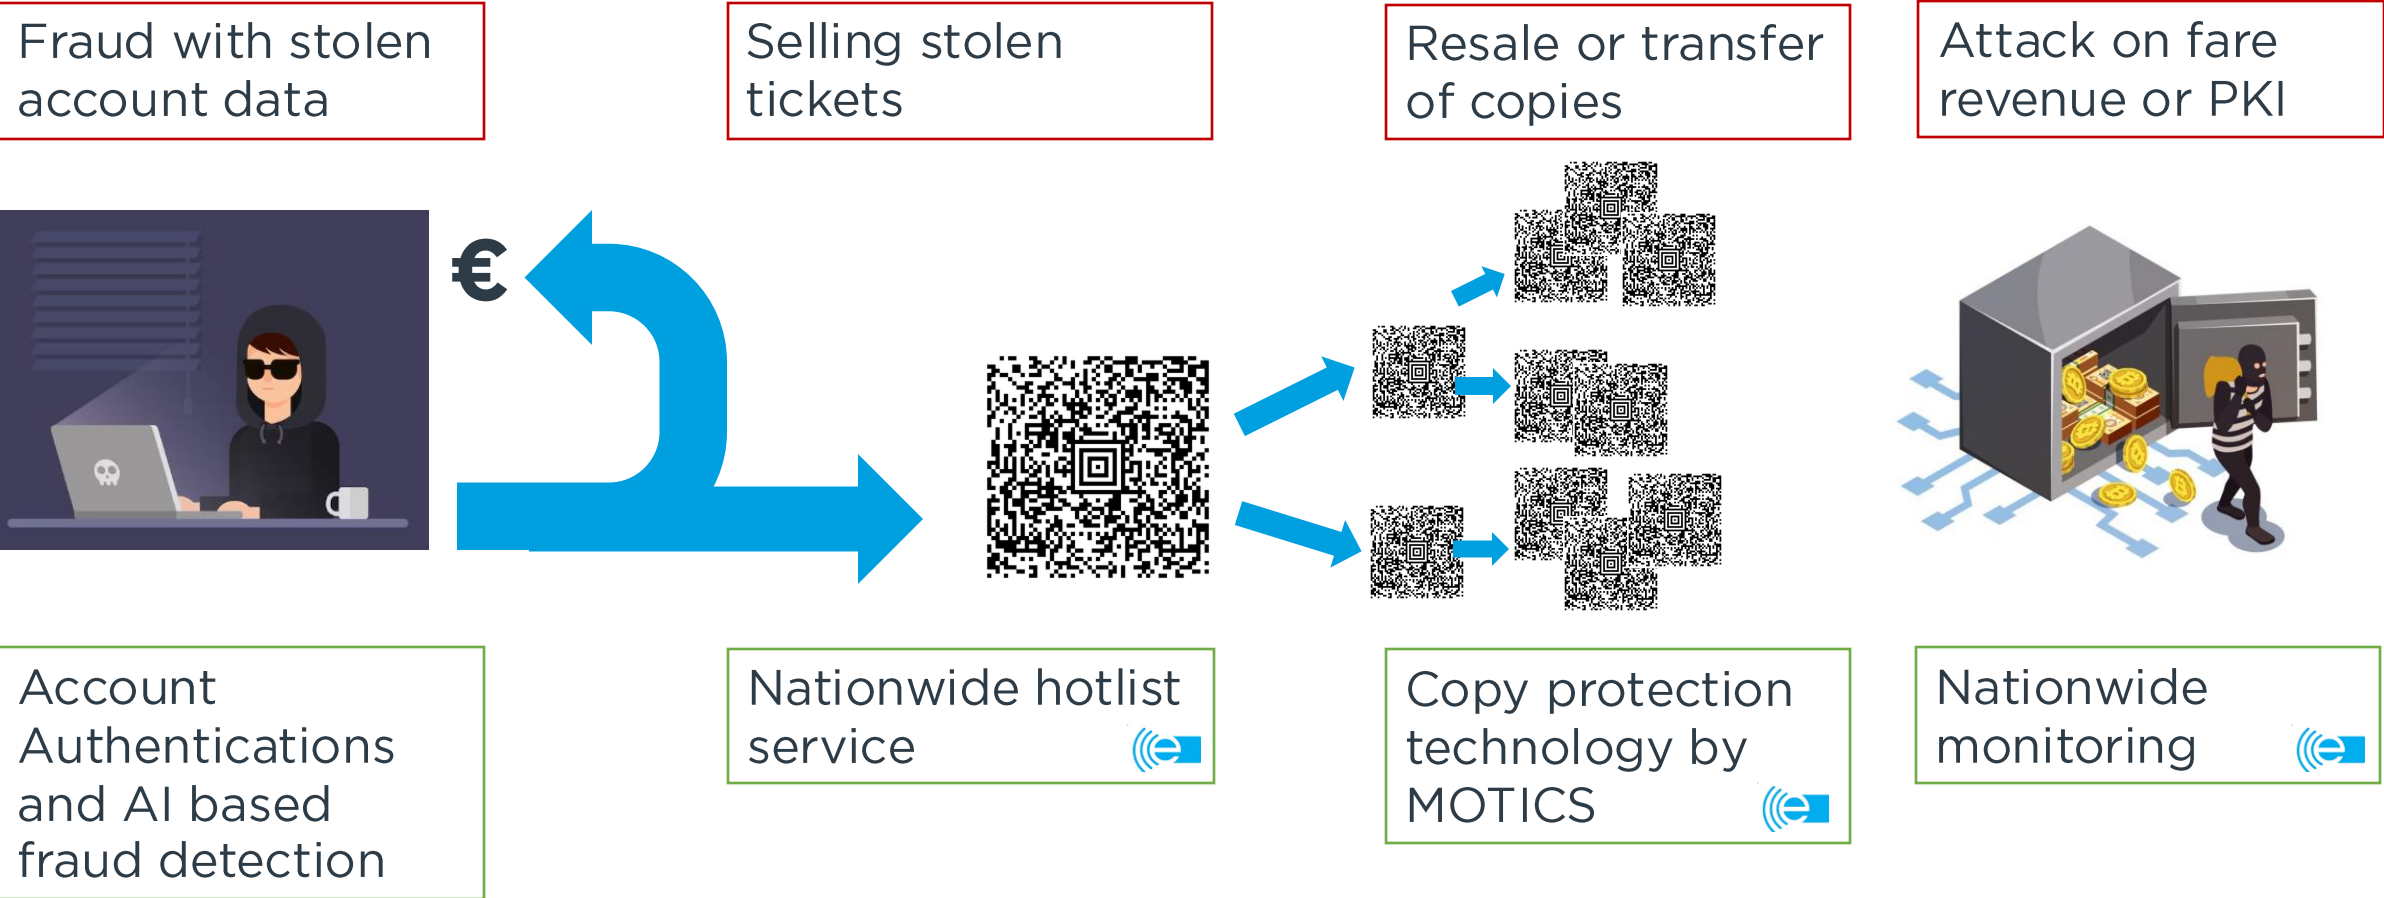 Fraud with stolen
account data
Selling stolen
tickets
Resale or transfer
of copies
Attack on fare
revenue or PKI
€
Account
Authentications
and AI based
fraud detection
Nationwide hotlist
service
e
Copy protection
technology by
MOTICS
e
Nationwide
monitoring
e